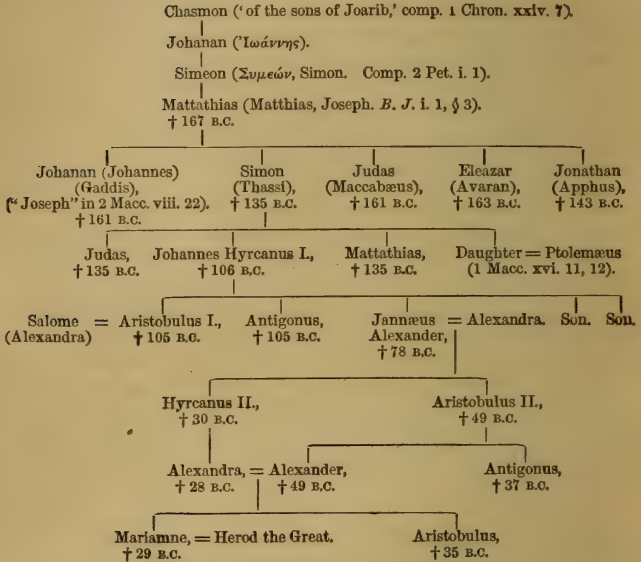 Chasmon (‘of the sons of Joarib,’ comp. 1 Chron. xxiv. 7).
Johanan (Ἰωάννης).
Simeon (Συμεών, Simon. Comp. 2 Pet. i. 1).
Mattathias (Matthias, Joseph. B. J. i. 1, § 3).
† 167 B.C.
Johanan (Johannes) Simon Judas Eleazar Jonathan
(Gaddis), (Thassi), (Maccabæus), (Avaran), (Apphus),
(“Joseph” in 2 Macc. viii. 22). † 135 B.C. † 161 B.C. † 163 B.C. † 143 B.C.
† 161 B.C.
Judas, Johannes Hyrcanus I., Mattathias, Daughter = Ptolemæus
† 135 B.C. † 106 B.C. † 135 B.C. (1 Macc. xvi. 11, 12).
Salome = Aristobulus I., Antigonus, Jannæus = Alexandra. Son. Son.
(Alexandra) † 105 B.C. † 105 B.C. Alexander,
† 78 B.C.
Hyrcanus II., Aristobulus II.,
† 30 B.C. † 49 B.C.
Alexandra, = Alexander, Antigonus,
† 28 B.C. † 49 B.C. † 37 B.C.
Mariamne, = Herod the Great. Aristobulus,
† 29 B.C. † 35 B.C.